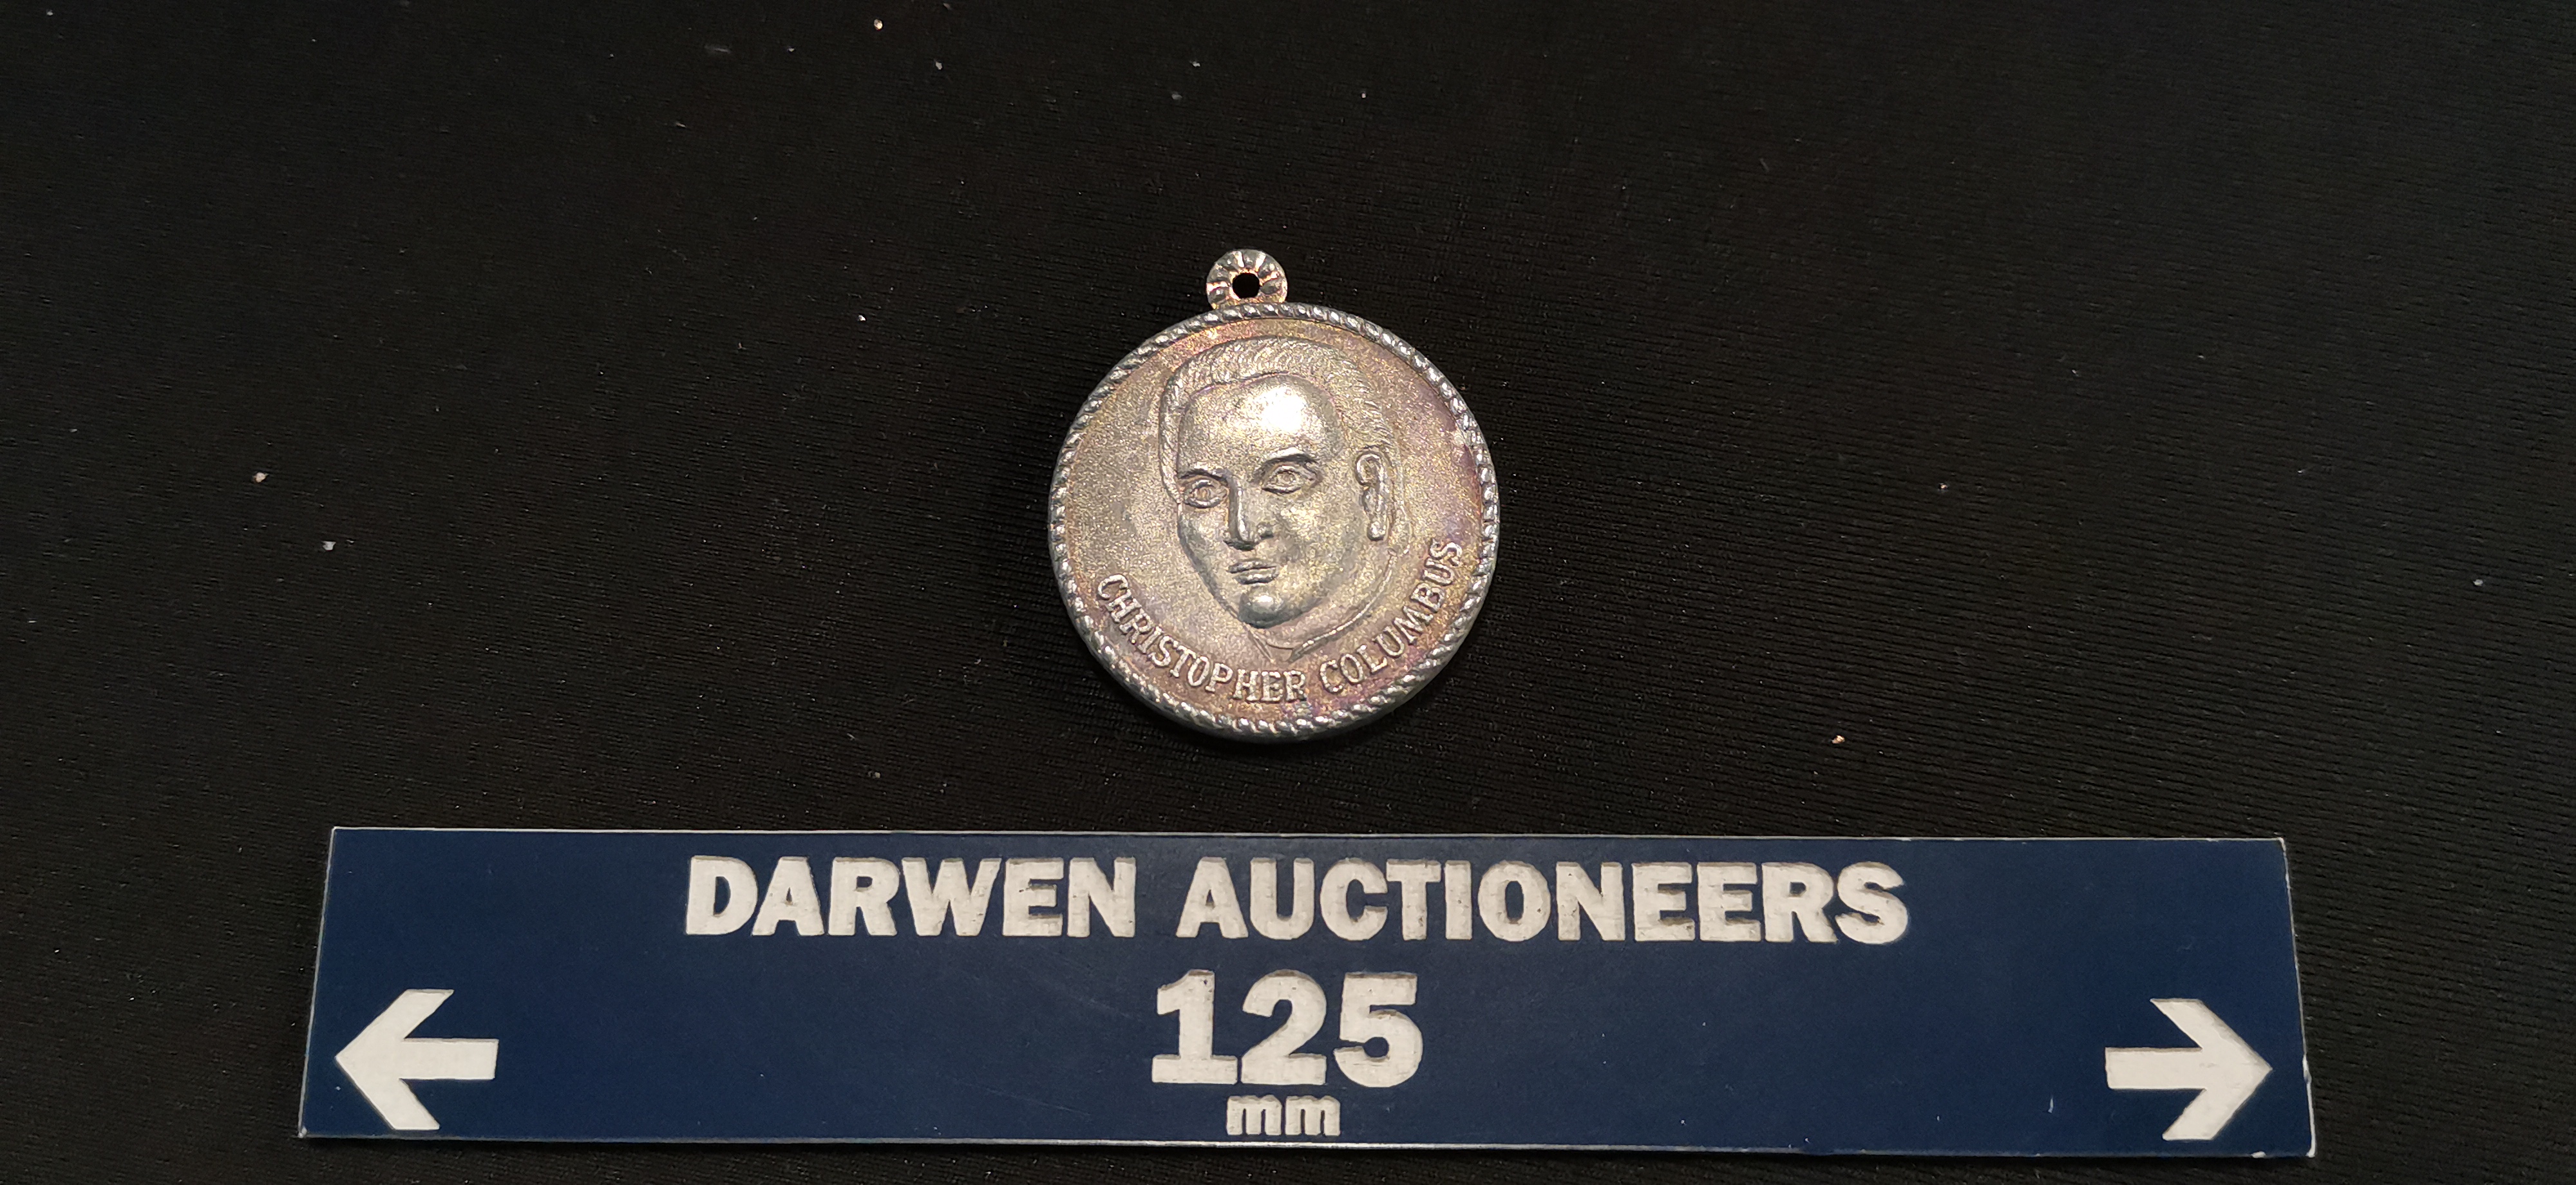 CHRISTOPHER COLUMBUS
DARWEN AUCTIONEERS
125
mm